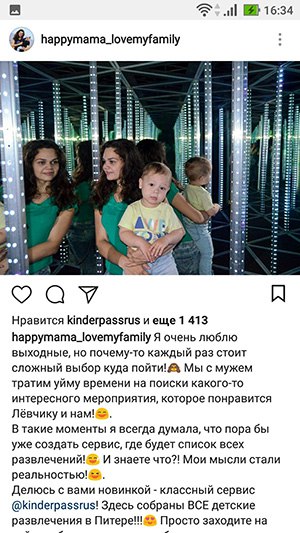 16:34
happymama_lovemyfamily
Нравится kinderpassrus и еще 1 413
happymama_lovemyfamily Я очень люблю
выходные, но почему-то каждый раз стоит
сложный выбор куда пойти!🙈 Мы с мужем
тратим уйму времени на поиски какого-то
интересного мероприятия, которое понравится
Лёвчику и нам!😄.
В такие моменты я всегда думала, что пора бы
уже создать сервис, где будет список всех
развлечений!😄 И знаете что?! Мои мысли стали
реальностью!😆.
Делюсь с вами новинкой - классный сервис
@kinderpassrus! Здесь собраны ВСЕ детские
развлечения в Питере!!!😍 Просто заходите на